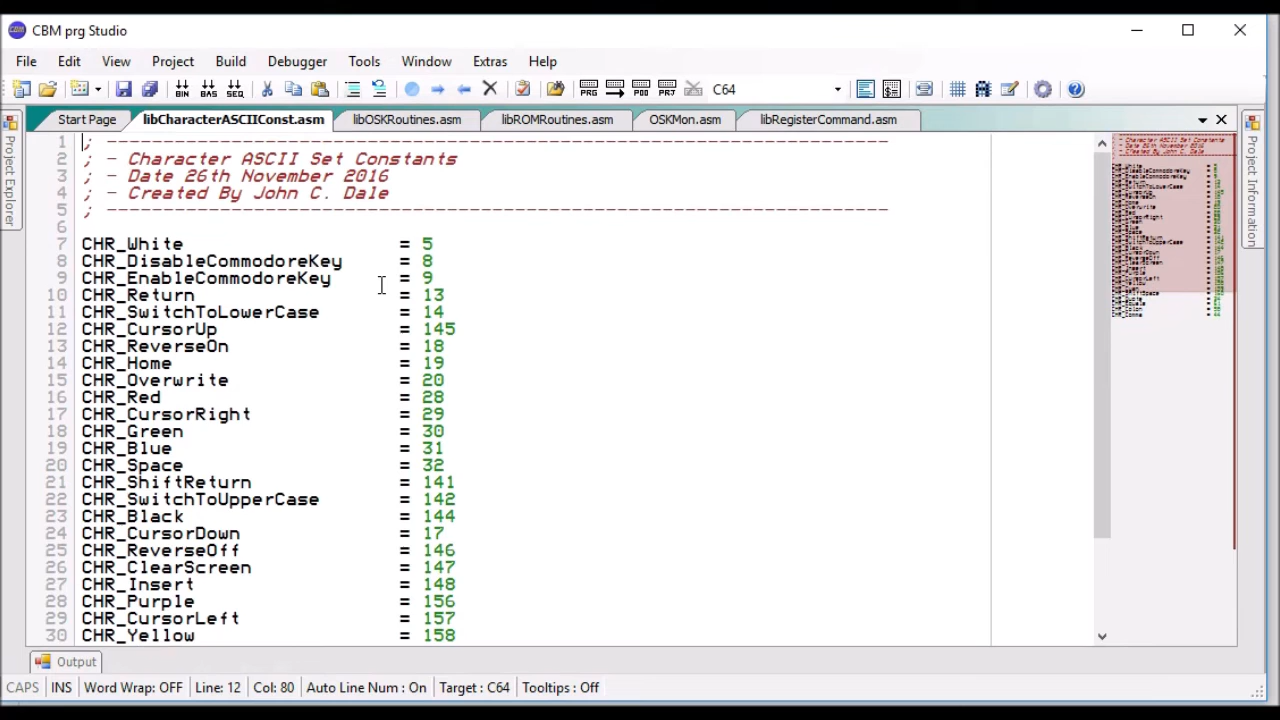 CBM prg Studio
File Edit View Project Build Debugger Tools Window Extras Help
BIN BAS SEQ PRG PRG PRJ C64
Start Page libCharacterASCIIConst.asm libOSKRoutines.asm libROMRoutines.asm OSKMon.asm libRegisterCommand.asm
Project Explorer
Project Information
1 ; ---------------------------------------------------------------------
2 ; - Character ASCII Set Constants
3 ; - Date 26th November 2016
4 ; - Created By John C. Dale
5 ; ---------------------------------------------------------------------
6
7 CHR_White = 5
8 CHR_DisableCommodoreKey = 8
9 CHR_EnableCommodoreKey = 9
10 CHR_Return = 13
11 CHR_SwitchToLowerCase = 14
12 CHR_CursorUp = 145
13 CHR_ReverseOn = 18
14 CHR_Home = 19
15 CHR_Overwrite = 20
16 CHR_Red = 28
17 CHR_CursorRight = 29
18 CHR_Green = 30
19 CHR_Blue = 31
20 CHR_Space = 32
21 CHR_ShiftReturn = 141
22 CHR_SwitchToUpperCase = 142
23 CHR_Black = 144
24 CHR_CursorDown = 17
25 CHR_ReverseOff = 146
26 CHR_ClearScreen = 147
27 CHR_Insert = 148
28 CHR_Purple = 156
29 CHR_CursorLeft = 157
30 CHR_Yellow = 158
Output
CAPS INS Word Wrap: OFF Line: 12 Col: 80 Auto Line Num : On Target : C64 Tooltips : Off